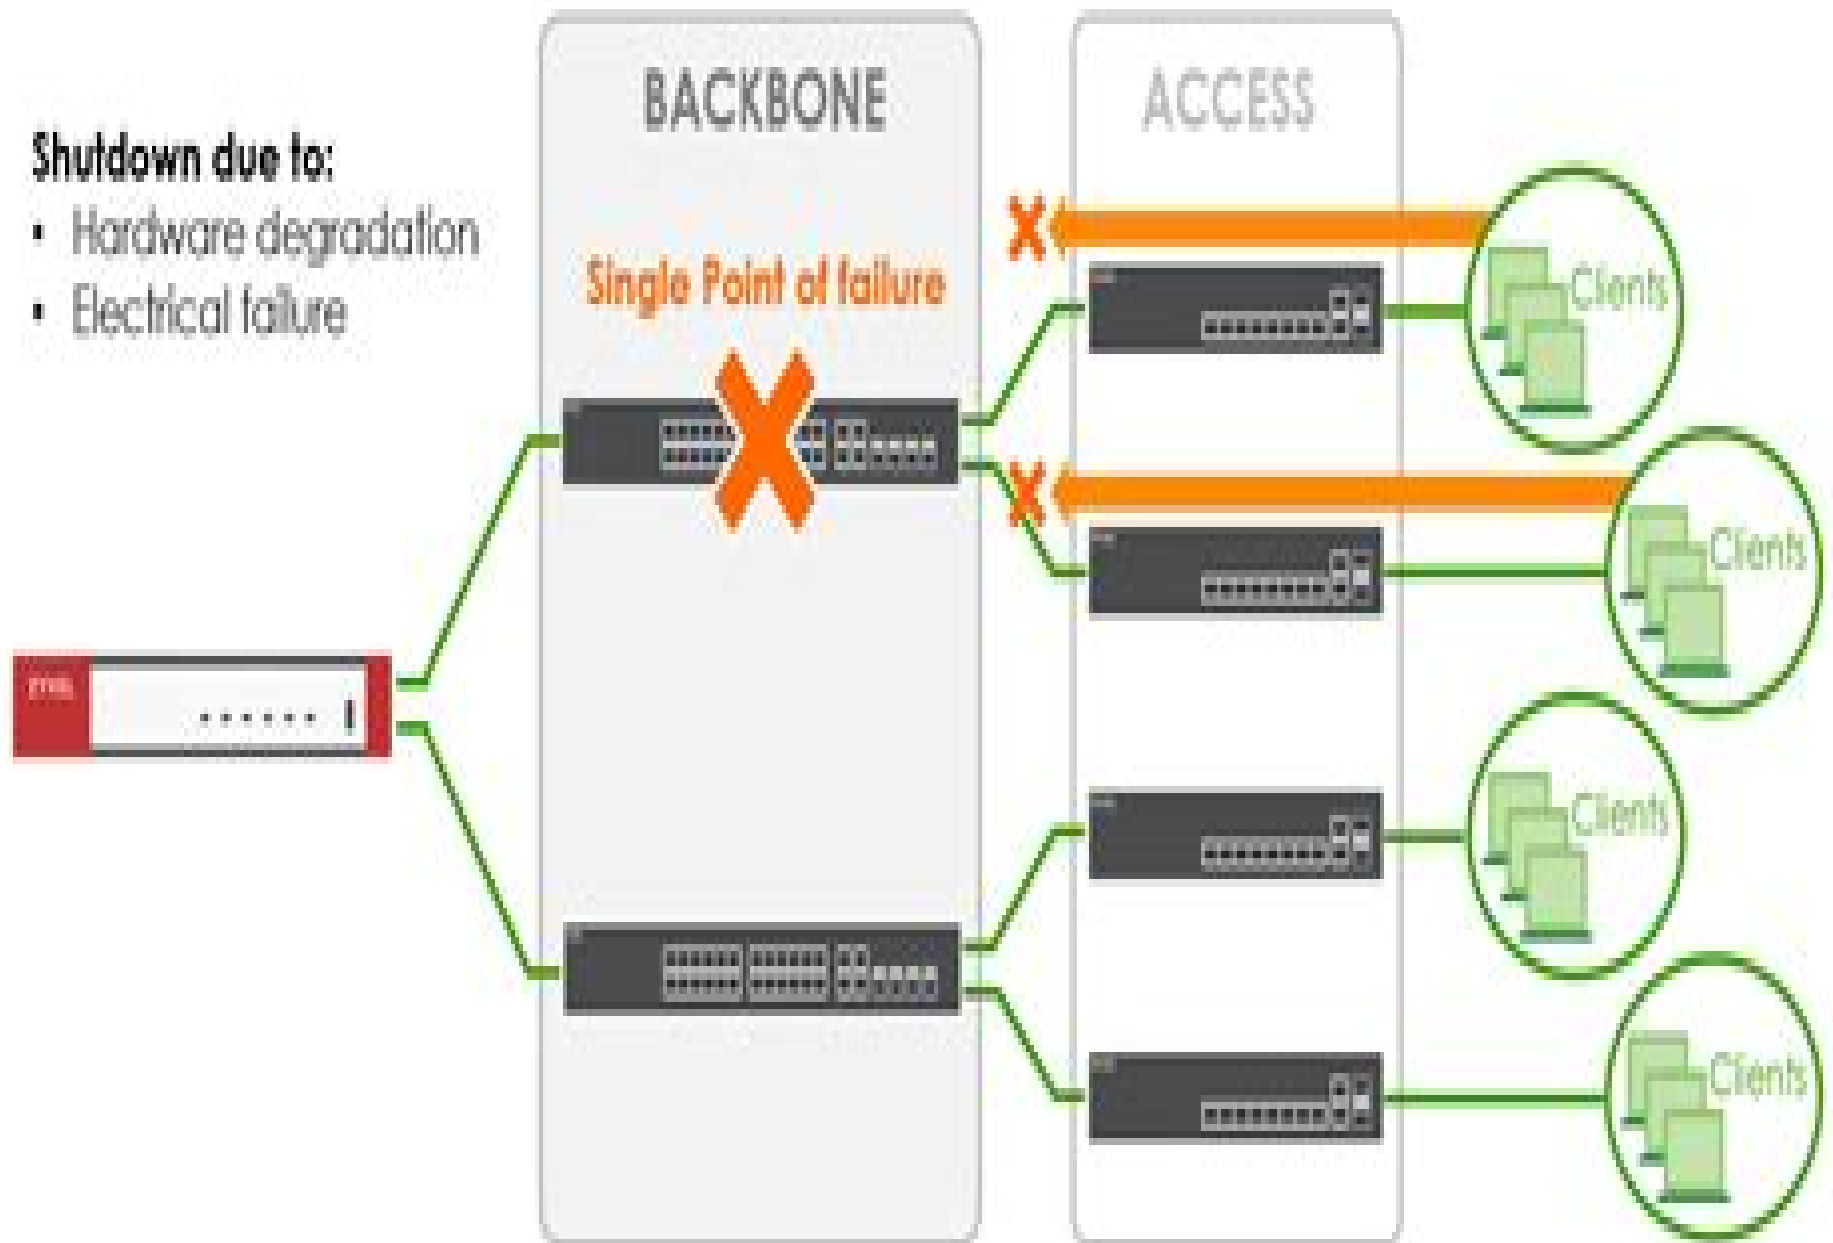 BACKBONE
ACCESS
Shutdown due to:
• Hardware degradation
• Electrical failure
Single Point of failure
Clients
Clients
Clients
Clients